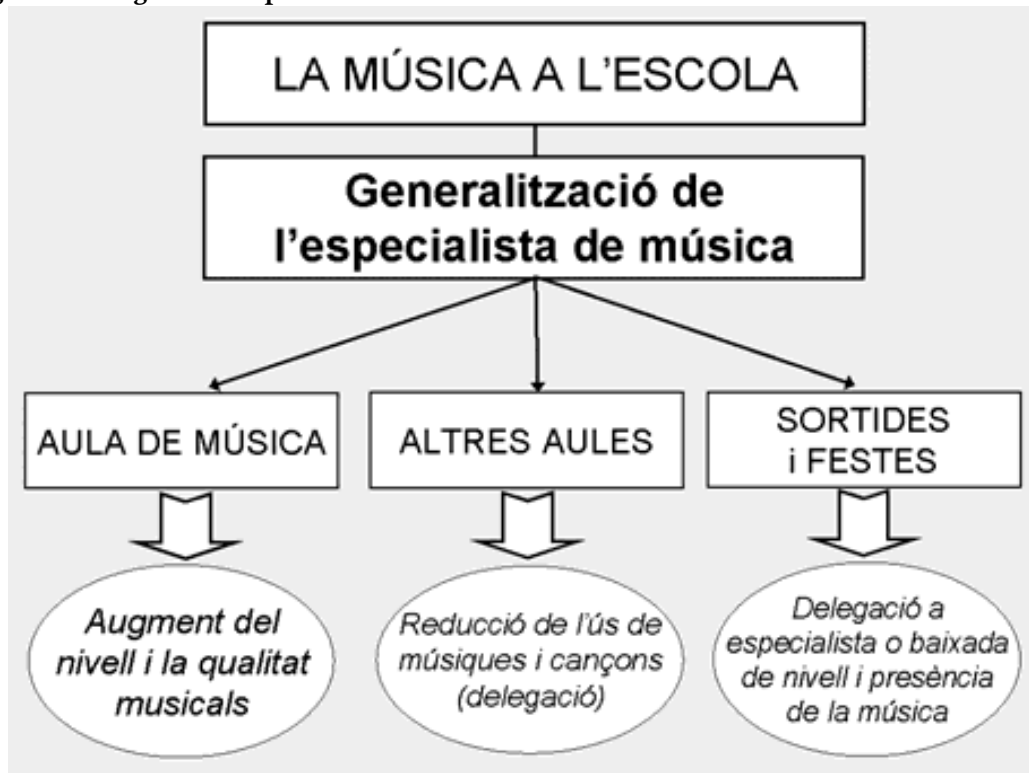 LA MÚSICA A L'ESCOLA
Generalització de
l'especialista de música
AULA DE MÚSICA
ALTRES AULES
SORTIDES
i FESTES
Augment del
nivell i la qualitat
musicals
Reducció de l'ús de
músiques i cançons
(delegació)
Delegació a
especialista o baixada
de nivell i presència
de la música